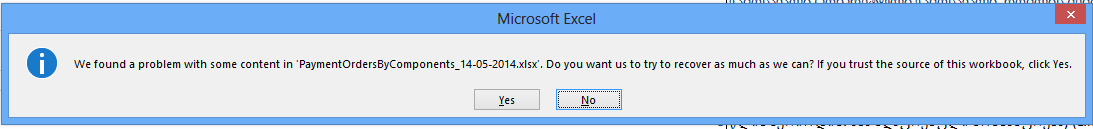 Microsoft Excel
We found a problem with some content in 'PaymentOrdersByComponents_14-05-2014.xlsx'. Do you want us to try to recover as much as we can? If you trust the source of this workbook, click Yes.
Yes
No